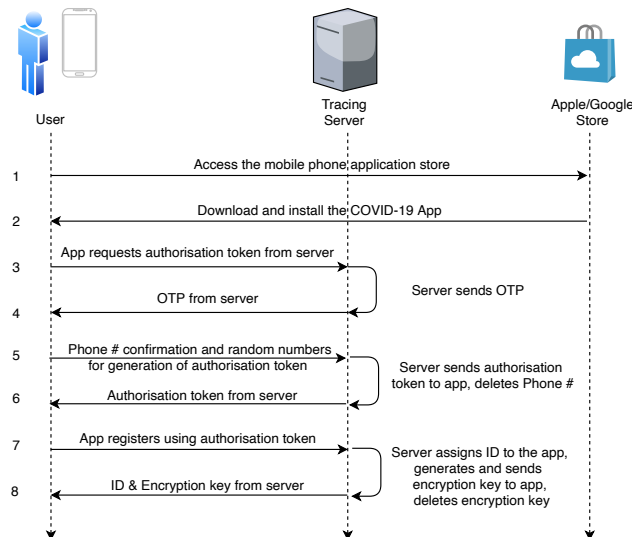 User
Tracing
Server
Apple/Google
Store
1
Access the mobile phone application store
2
Download and install the COVID-19 App
3
App requests authorisation token from server
4
OTP from server
Server sends OTP
5
Phone # confirmation and random numbers
for generation of authorisation token
6
Authorisation token from server
Server sends authorisation
token to app, deletes Phone #
7
App registers using authorisation token
8
ID & Encryption key from server
Server assigns ID to the app,
generates and sends
encryption key to app,
deletes encryption key